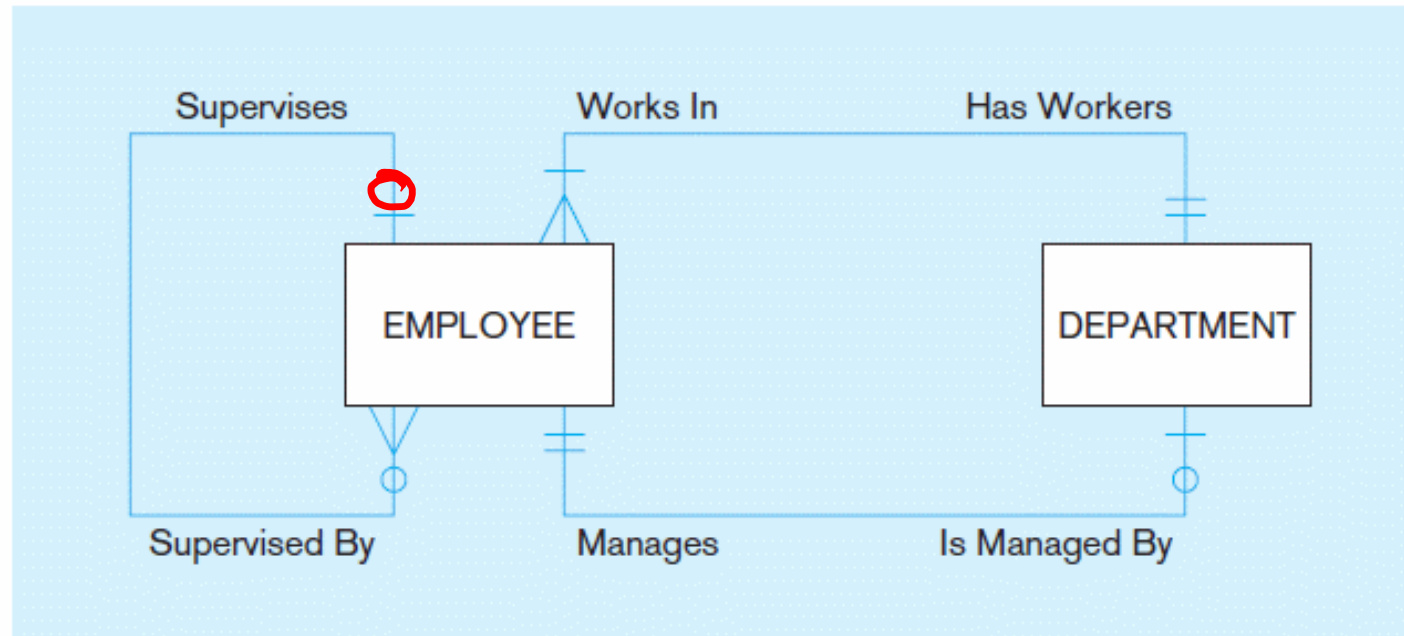 Supervises
Works In
Has Workers
EMPLOYEE
DEPARTMENT
Supervised By
Manages
Is Managed By